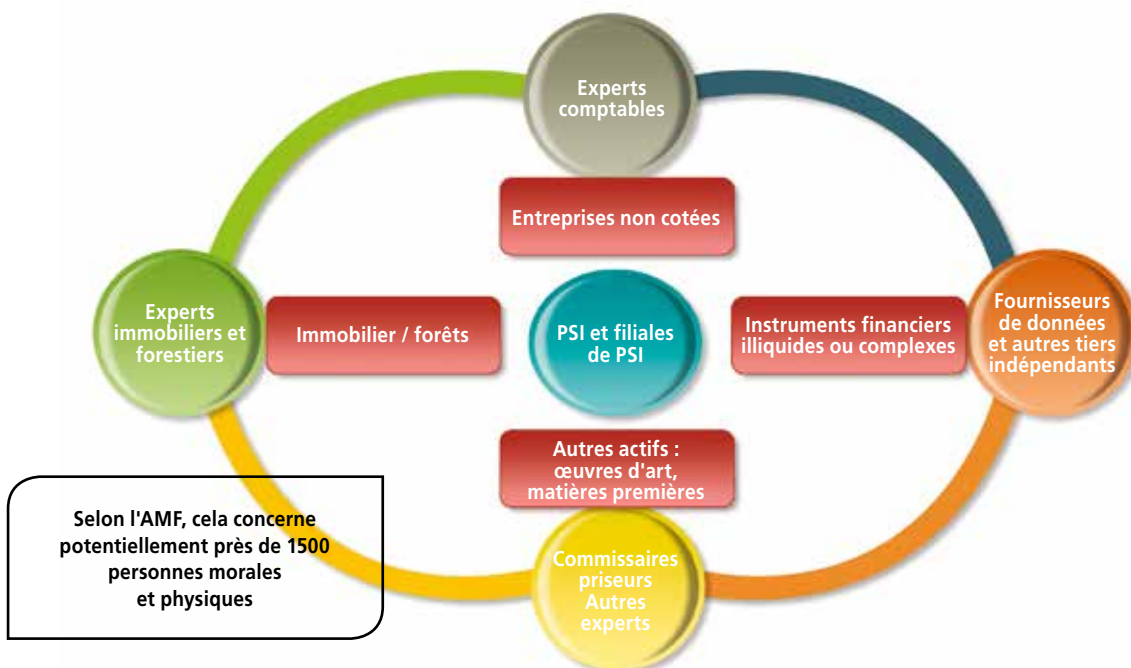 Experts
comptables
Entreprises non cotées
Experts
immobiliers et
forestiers
Immobilier / forêts
PSI et filiales
de PSI
Instruments financiers
illiquides ou complexes
Fournisseurs
de données
et autres tiers
indépendants
Autres actifs :
œuvres d'art,
matières premières
Commissaires
priseurs
Autres
experts
Selon l'AMF, cela concerne
potentiellement près de 1500
personnes morales
et physiques